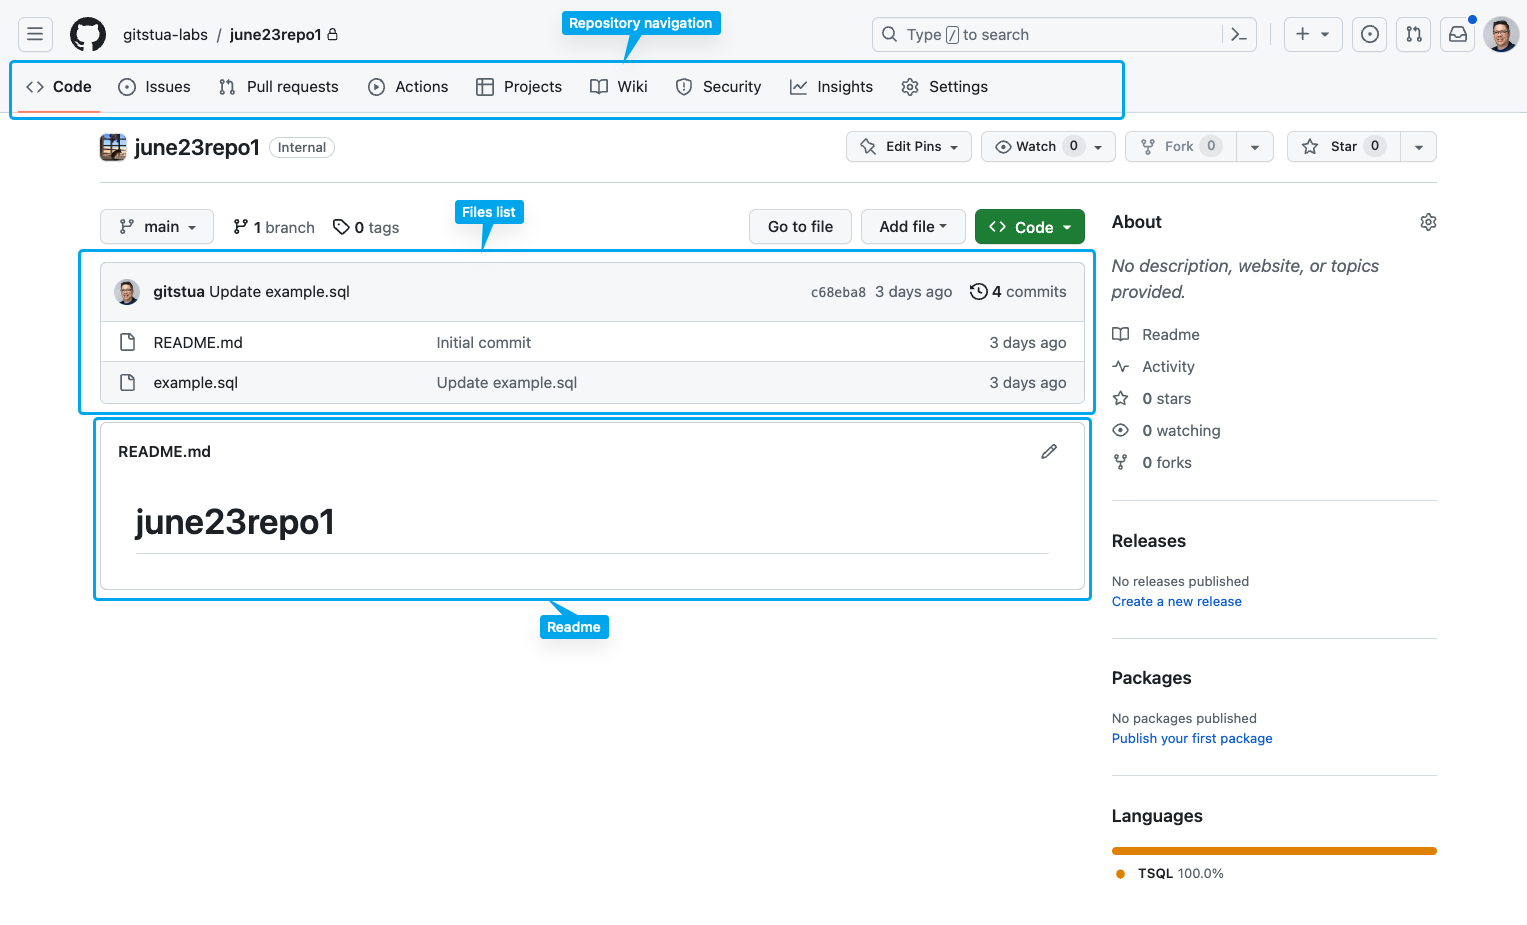 Repository navigation
gitstua-labs / june23repo1
Type / to search
Code Issues Pull requests Actions Projects Wiki Security Insights Settings
june23repo1 Internal
Edit Pins Watch 0 Fork 0 Star 0
Files list
main 1 branch 0 tags Go to file Add file Code
gitstua Update example.sql c68eba8 3 days ago 4 commits
README.md Initial commit 3 days ago
example.sql Update example.sql 3 days ago
README.md
june23repo1
Readme
About
No description, website, or topics
provided.
Readme
Activity
0 stars
0 watching
0 forks
Releases
No releases published
Create a new release
Packages
No packages published
Publish your first package
Languages
TSQL 100.0%